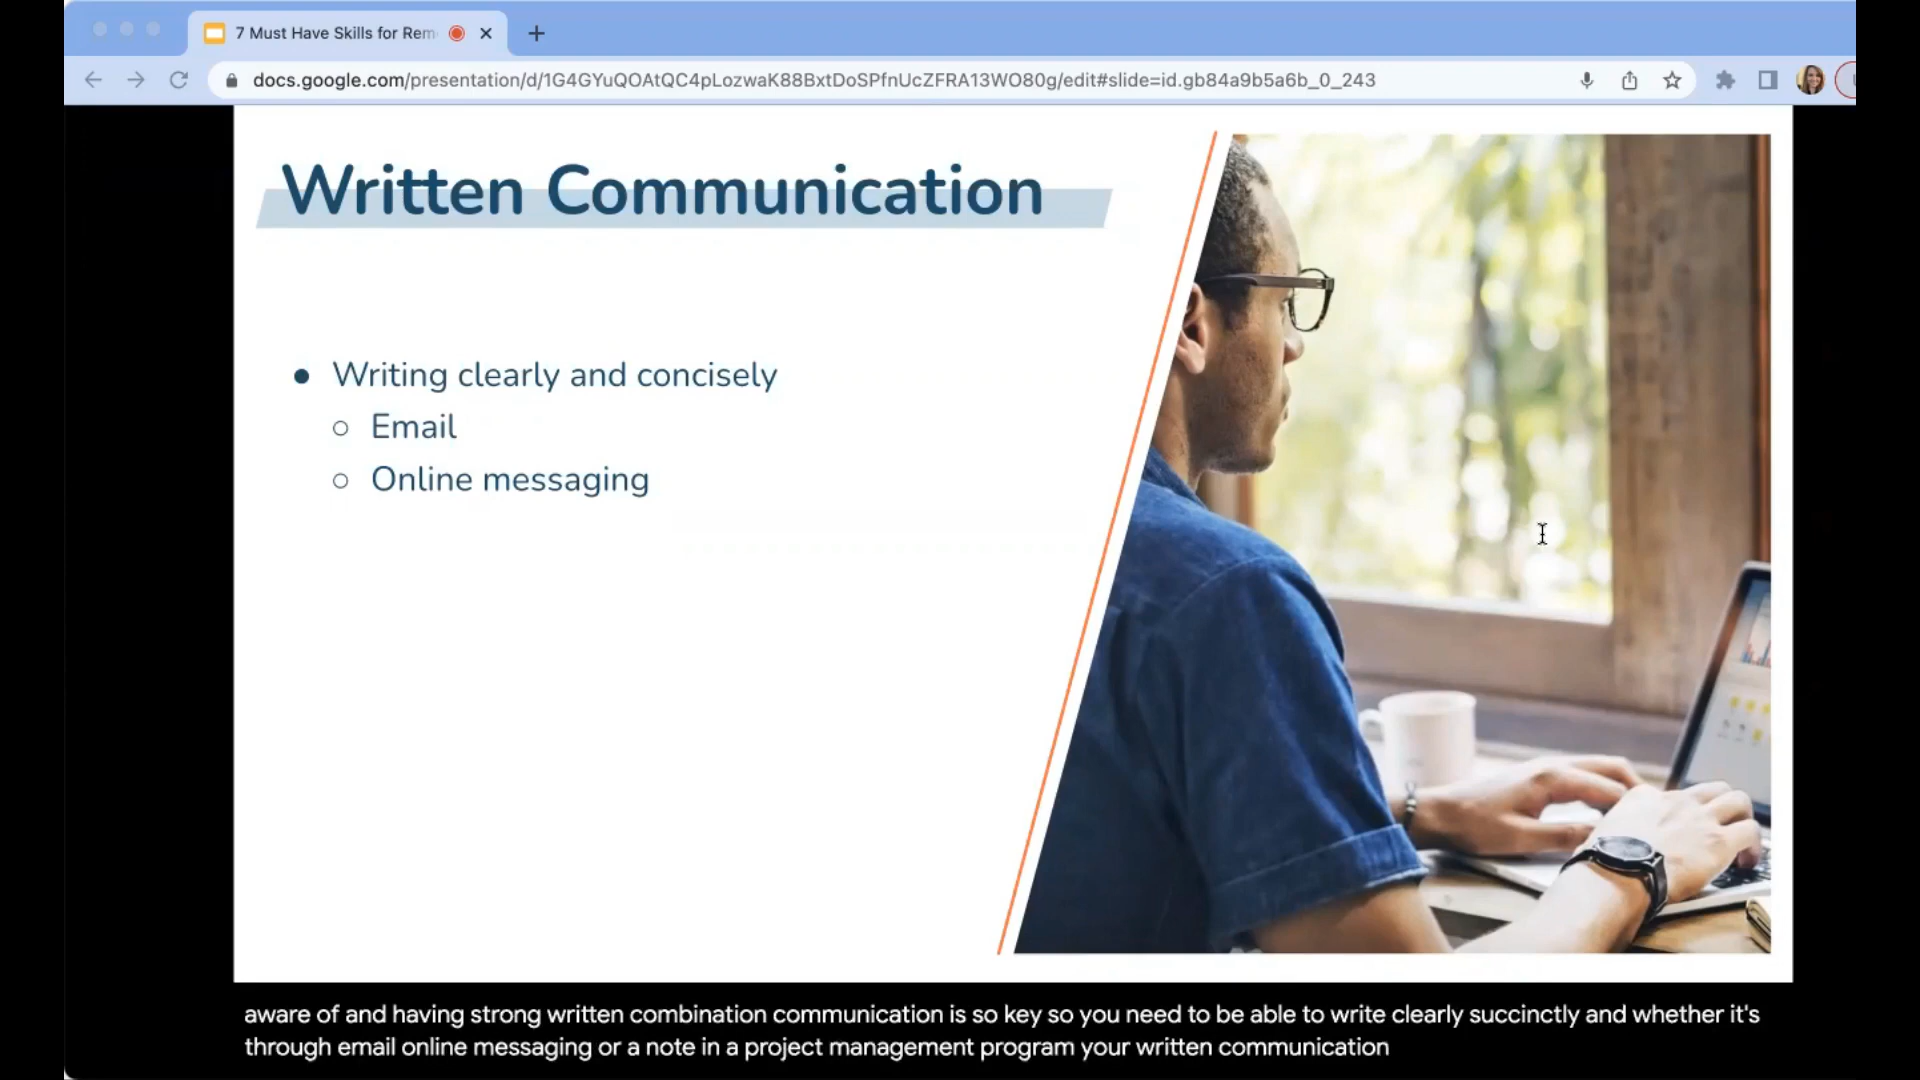 7 Must Have Skills for Rem
docs.google.com/presentation/d/1G4GYuQOAtQC4pLozwaK88BxtDoSPfnUcZFRA13WO80g/edit#slide=id.gb84a9b5a6b_0_243
Written Communication
Writing clearly and concisely
Email
Online messaging
aware of and having strong written combination communication is so key so you need to be able to write clearly succinctly and whether it's
through email online messaging or a note in a project management program your written communication